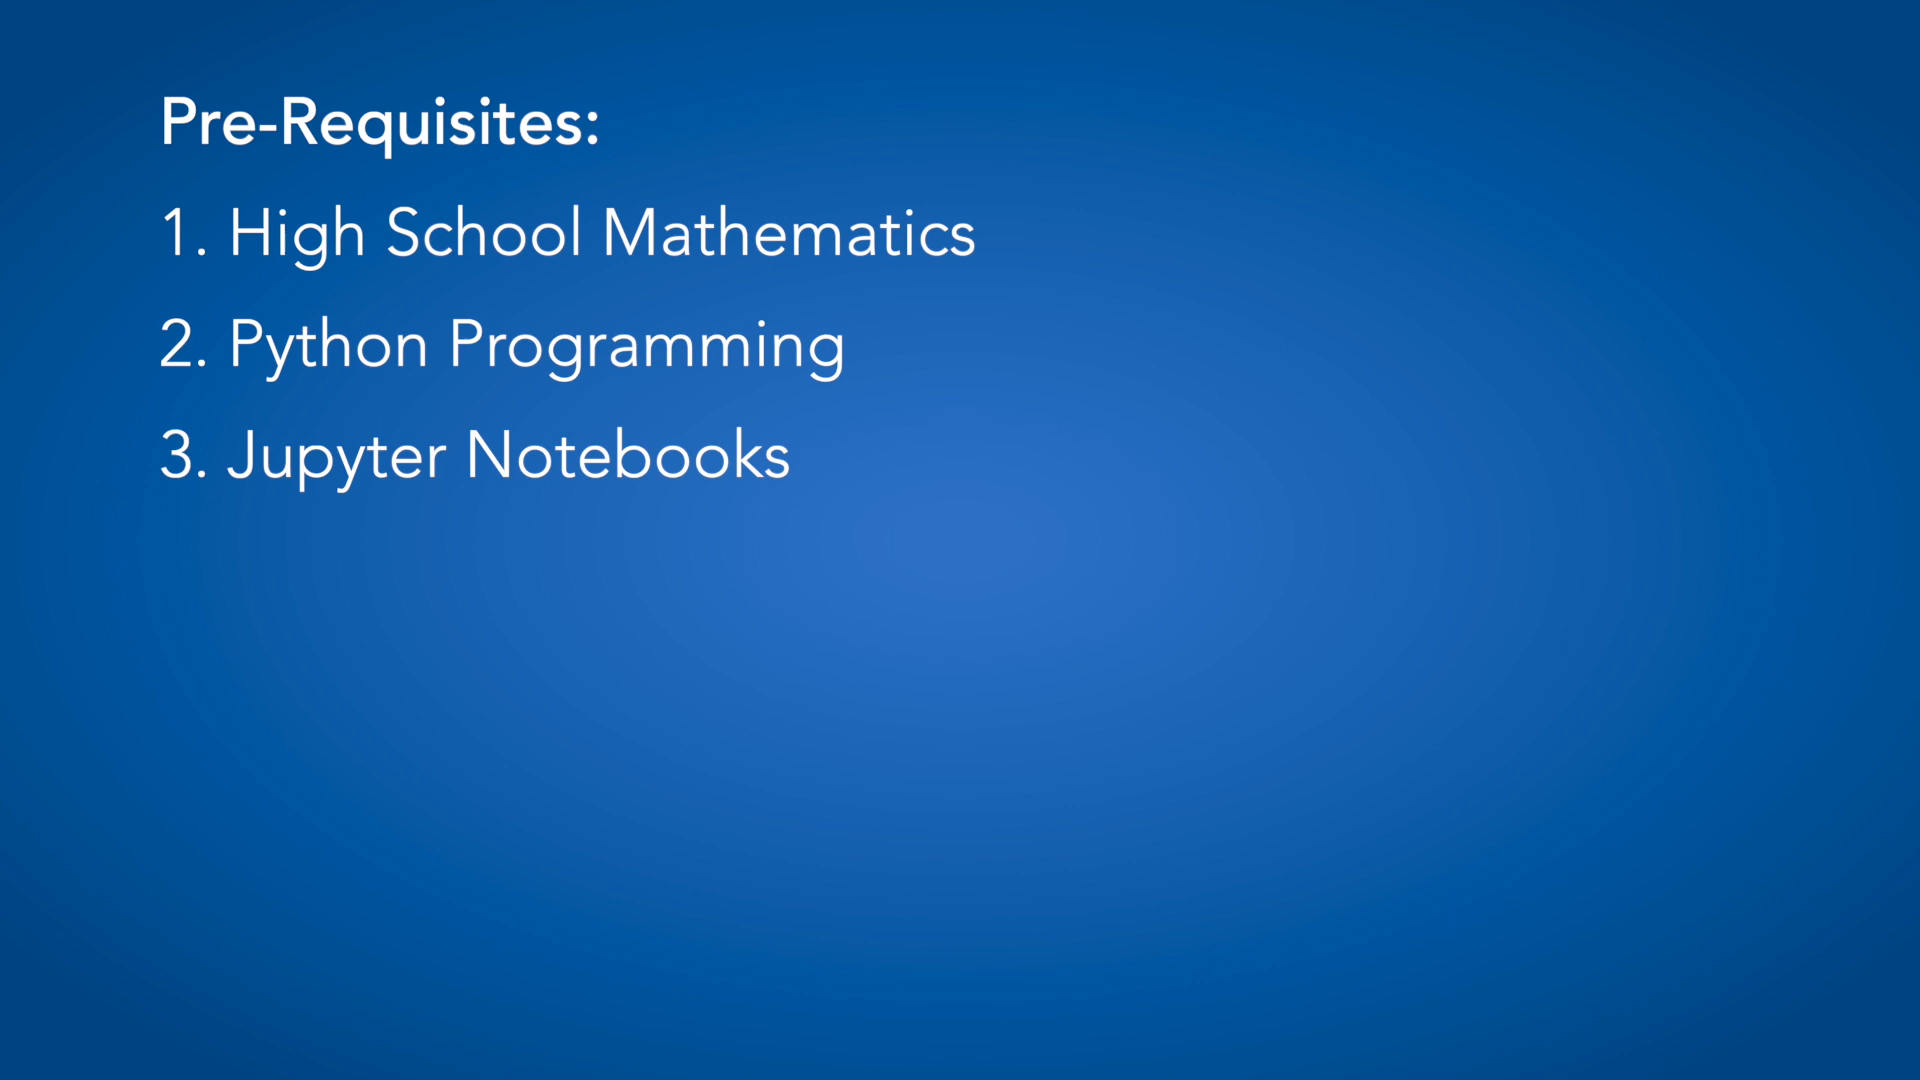 Pre-Requisites:
1. High School Mathematics
2. Python Programming
3. Jupyter Notebooks